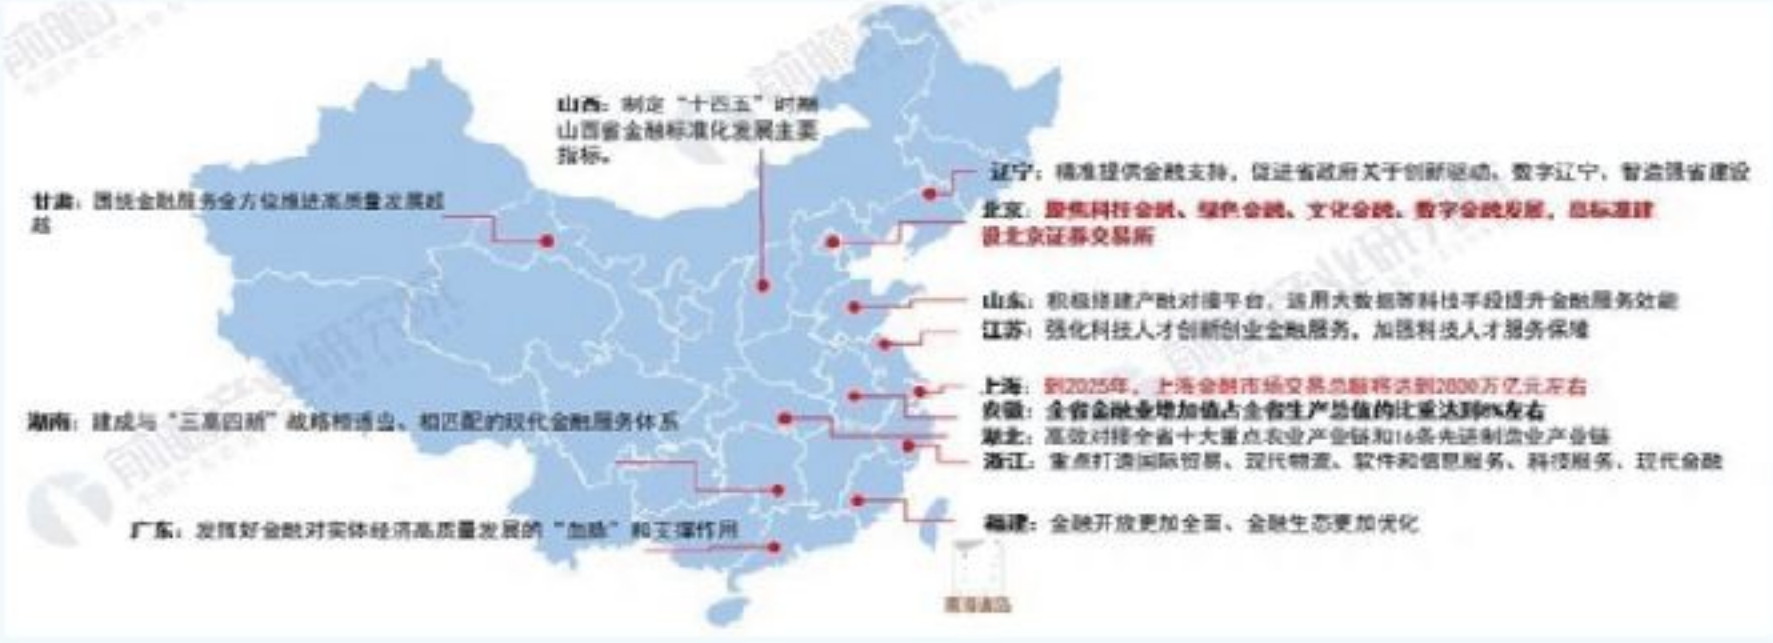 山西：制定“十四五”时期
山西省金融标准化发展主要
指标。
甘肃：围绕金融服务全方位推进高质量发展超
越
辽宁：精准提供金融支持，促进省政府关于创新驱动、数字辽宁、智造强省建设
北京：聚焦科技金融、绿色金融、文化金融、数字金融发展，高标准建
设北京证券交易所
山东：积极搭建产融对接平台，运用大数据等科技手段提升金融服务效能
江苏：强化科技人才创新创业金融服务，加强科技人才服务保障
上海：到2025年，上海金融市场交易总额将达到2800万亿元左右
安徽：全省金融业增加值占全省生产总值的比重达到8%左右
湖南：建成与“三高四新”战略相适应、相匹配的现代金融服务体系
湖北：高效对接全省十大重点农业产业链和16条先进制造业产业链
浙江：重点打造国际贸易、现代物流、软件和信息服务、科技服务、现代金融
福建：金融开放更加全面、金融生态更加优化
广东：发挥好金融对实体经济高质量发展的“血脉”和支撑作用
南海诸岛
前瞻产业研究院